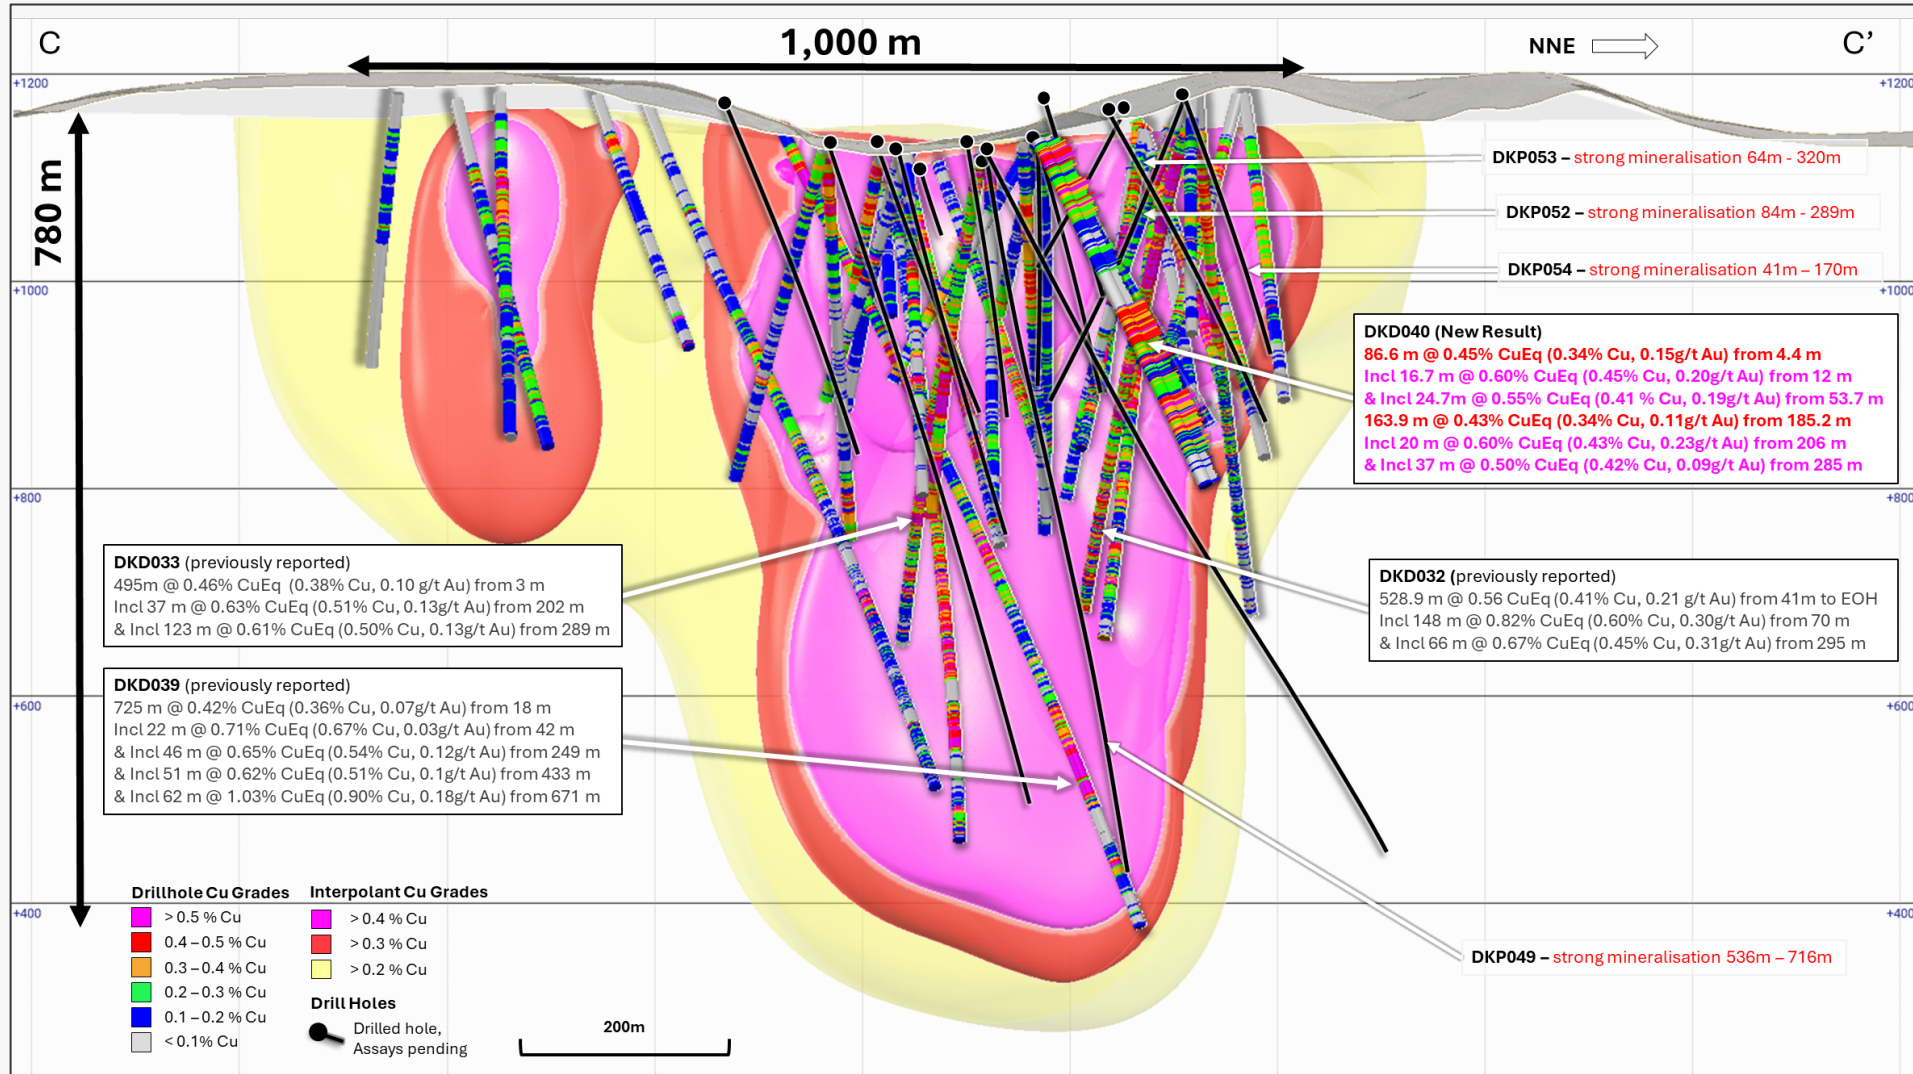 C
1,000 m
NNE
C’
+1200
+1200
780 m
DKP053 – strong mineralisation 64m - 320m
DKP052 – strong mineralisation 84m - 289m
DKP054 – strong mineralisation 41m – 170m
+1000
+1000
DKD040 (New Result)
86.6 m @ 0.45% CuEq (0.34% Cu, 0.15g/t Au) from 4.4 m
Incl 16.7 m @ 0.60% CuEq (0.45% Cu, 0.20g/t Au) from 12 m
& Incl 24.7m @ 0.55% CuEq (0.41 % Cu, 0.19g/t Au) from 53.7 m
163.9 m @ 0.43% CuEq (0.34% Cu, 0.11g/t Au) from 185.2 m
Incl 20 m @ 0.60% CuEq (0.43% Cu, 0.23g/t Au) from 206 m
& Incl 37 m @ 0.50% CuEq (0.42% Cu, 0.09g/t Au) from 285 m
+800
+800
DKD033 (previously reported)
495m @ 0.46% CuEq (0.38% Cu, 0.10 g/t Au) from 3 m
Incl 37 m @ 0.63% CuEq (0.51% Cu, 0.13g/t Au) from 202 m
& Incl 123 m @ 0.61% CuEq (0.50% Cu, 0.13g/t Au) from 289 m
DKD032 (previously reported)
528.9 m @ 0.56 CuEq (0.41% Cu, 0.21 g/t Au) from 41m to EOH
Incl 148 m @ 0.82% CuEq (0.60% Cu, 0.30g/t Au) from 70 m
& Incl 66 m @ 0.67% CuEq (0.45% Cu, 0.31g/t Au) from 295 m
DKD039 (previously reported)
725 m @ 0.42% CuEq (0.36% Cu, 0.07g/t Au) from 18 m
Incl 22 m @ 0.71% CuEq (0.67% Cu, 0.03g/t Au) from 42 m
& Incl 46 m @ 0.65% CuEq (0.54% Cu, 0.12g/t Au) from 249 m
& Incl 51 m @ 0.62% CuEq (0.51% Cu, 0.1g/t Au) from 433 m
& Incl 62 m @ 1.03% CuEq (0.90% Cu, 0.18g/t Au) from 671 m
+600
+600
+400
+400
Drillhole Cu Grades
> 0.5 % Cu
0.4 – 0.5 % Cu
0.3 – 0.4 % Cu
0.2 – 0.3 % Cu
0.1 – 0.2 % Cu
< 0.1% Cu
Interpolant Cu Grades
> 0.4 % Cu
> 0.3 % Cu
> 0.2 % Cu
Drill Holes
Drilled hole,
Assays pending
200m
DKP049 – strong mineralisation 536m – 716m